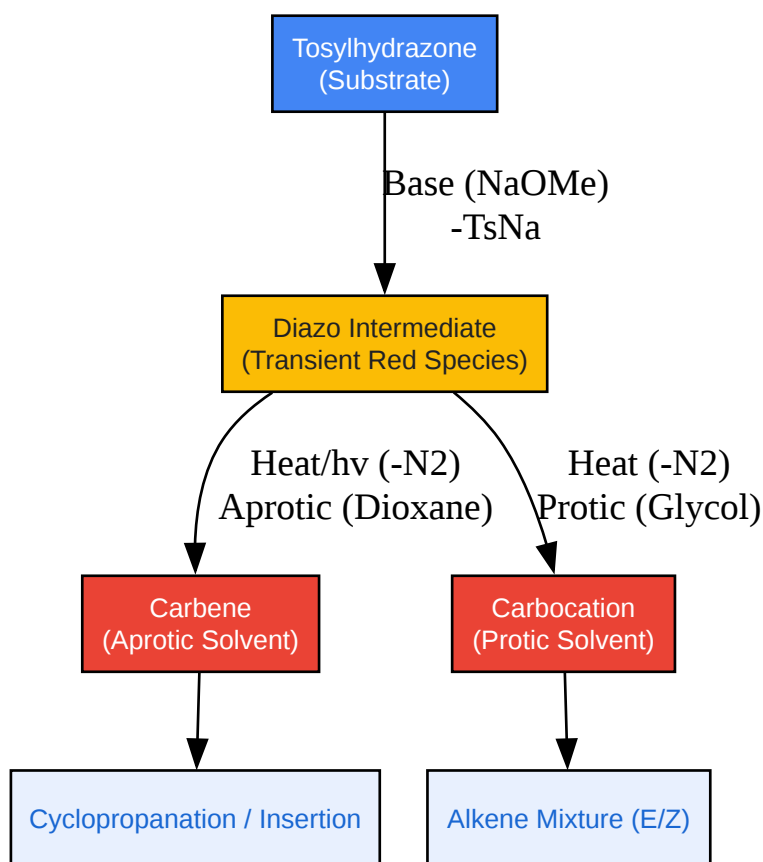 Tosylhydrazone
(Substrate)
Base (NaOMe)
-TsNa
Diazo Intermediate
(Transient Red Species)
Heat/hv (-N2)
Aprotic (Dioxane)
Heat (-N2)
Protic (Glycol)
Carbene
(Aprotic Solvent)
Carbocation
(Protic Solvent)
Cyclopropanation / Insertion
Alkene Mixture (E/Z)